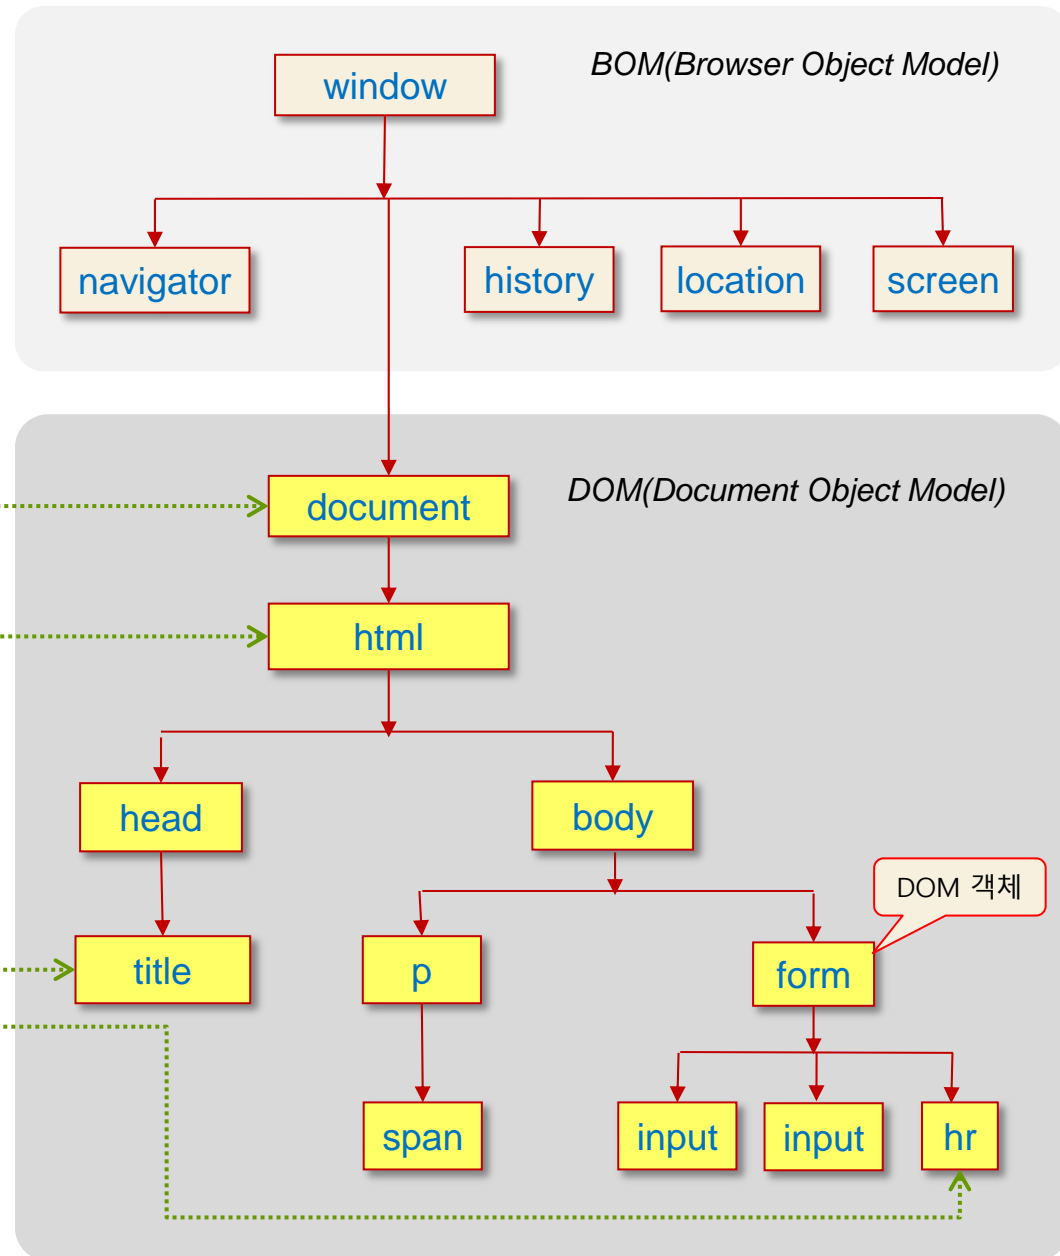 BOM(Browser Object Model)
window
navigator
history
location
screen
DOM(Document Object Model)
document
html
head
body
DOM 객체
title
p
form
span
input
input
hr